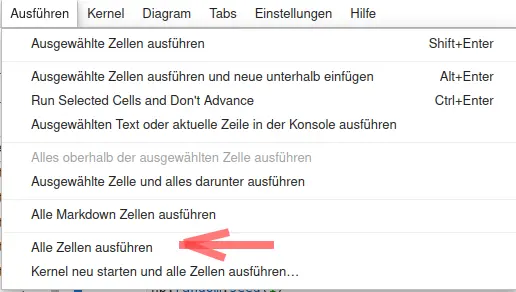 Ausführen Kernel Diagram Tabs Einstellungen Hilfe
Ausgewählte Zellen ausführen Shift+Enter
Ausgewählte Zellen ausführen und neue unterhalb einfügen Alt+Enter
Run Selected Cells and Don't Advance Ctrl+Enter
Ausgewählten Text oder aktuelle Zeile in der Konsole ausführen
Alles oberhalb der ausgewählten Zelle ausführen
Ausgewählte Zelle und alles darunter ausführen
Alle Markdown Zellen ausführen
Alle Zellen ausführen
Kernel neu starten und alle Zellen ausführen…